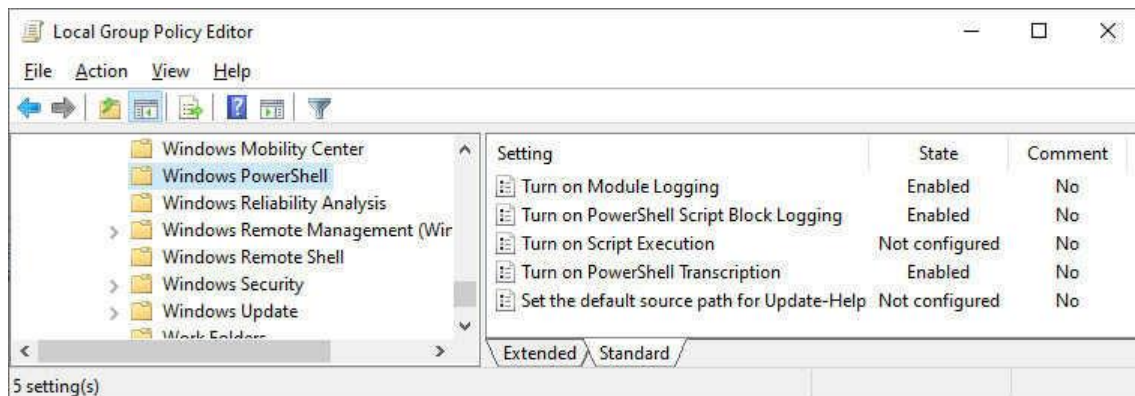 Local Group Policy Editor
File Action View Help
Windows Mobility Center
Windows PowerShell
Windows Reliability Analysis
Windows Remote Management (Wir
Windows Remote Shell
Windows Security
Windows Update
Work Folders
Setting State Comment
Turn on Module Logging Enabled No
Turn on PowerShell Script Block Logging Enabled No
Turn on Script Execution Not configured No
Turn on PowerShell Transcription Enabled No
Set the default source path for Update-Help Not configured No
Extended Standard
5 setting(s)